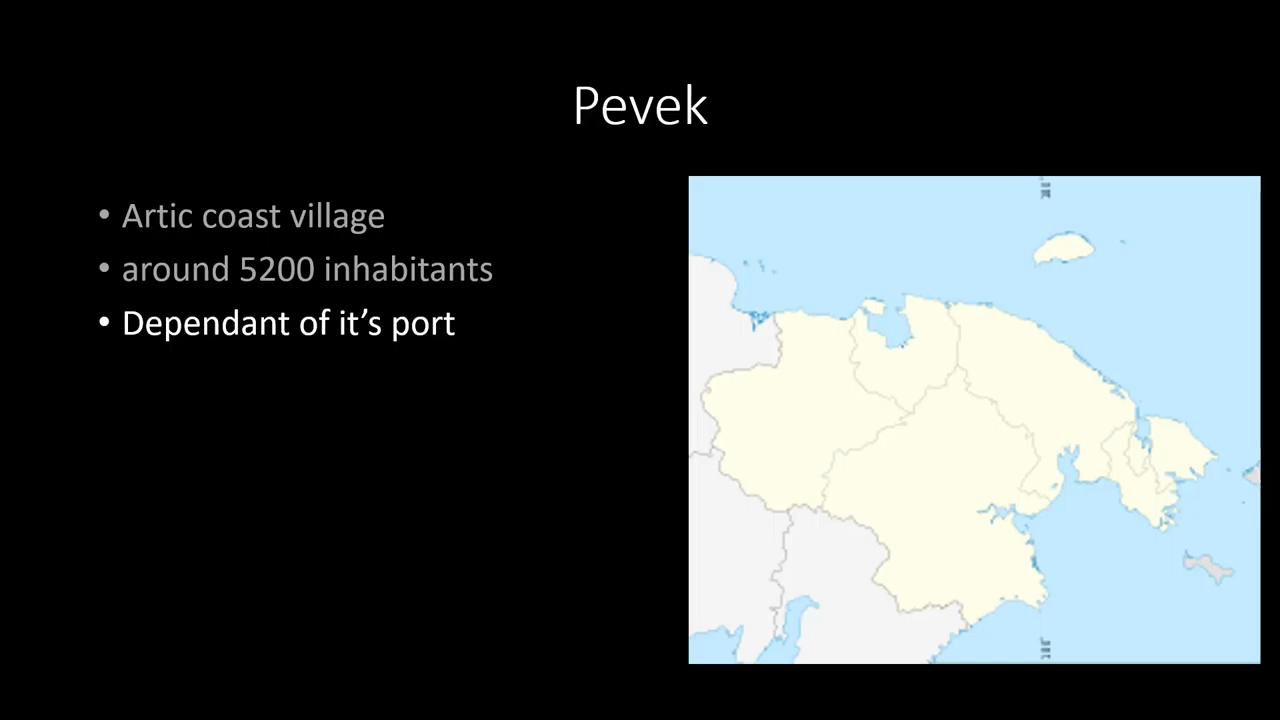 Pevek
• Artic coast village
• around 5200 inhabitants
• Dependant of it’s port